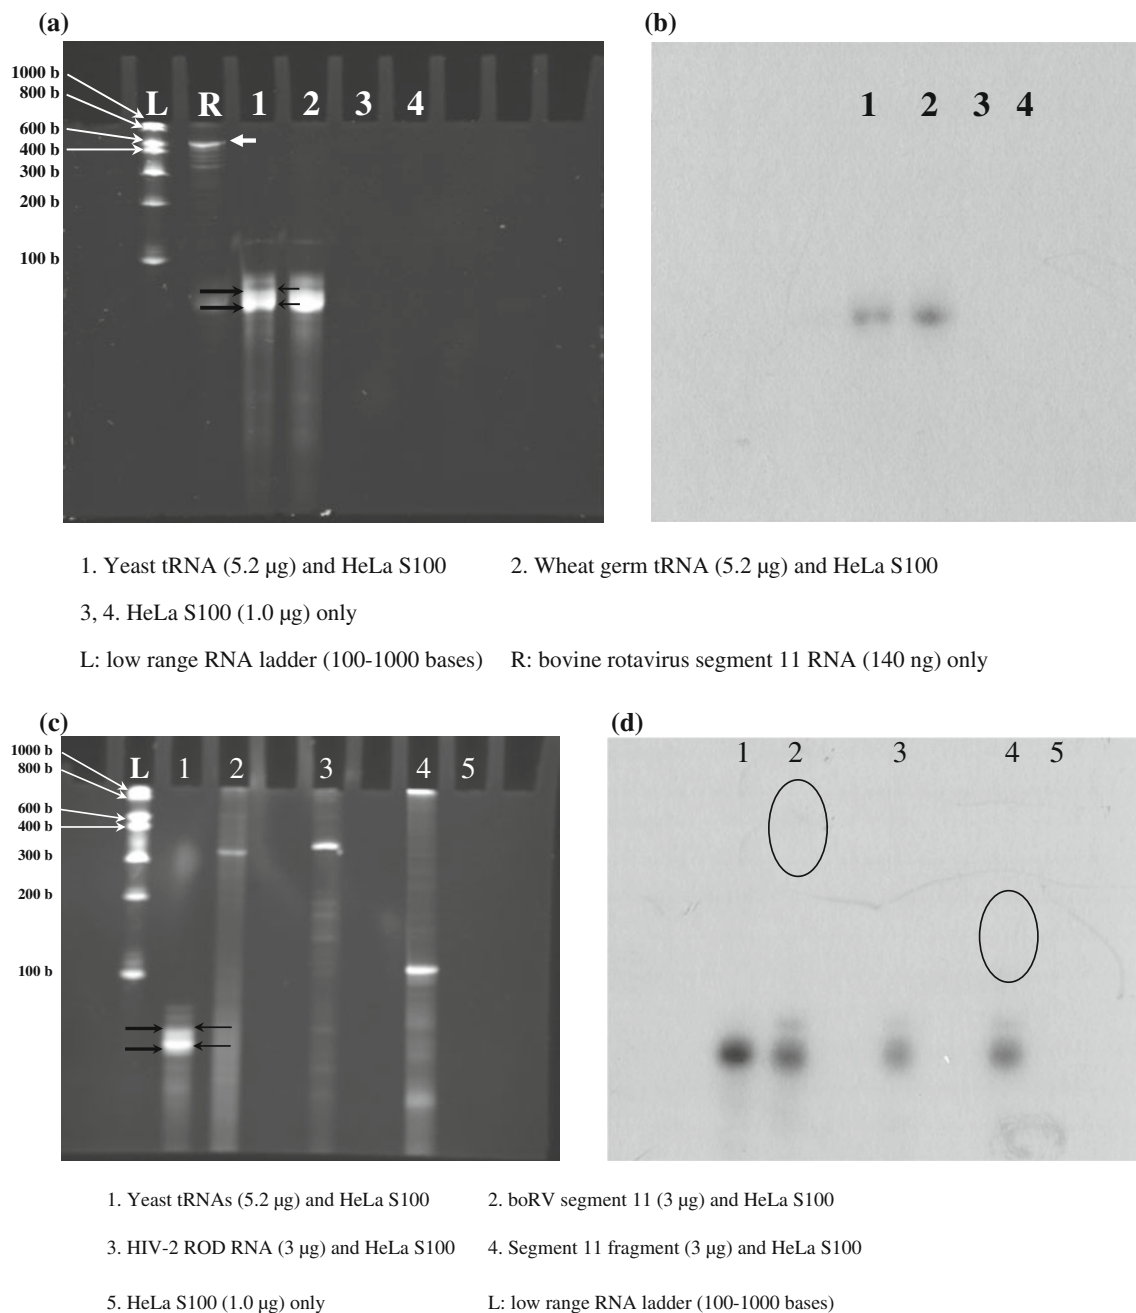 (a)
(b)
1000 b
800 b
600 b
400 b
300 b
200 b
100 b
L R 1 2 3 4
1 2 3 4
1. Yeast tRNA (5.2 µg) and HeLa S100 2. Wheat germ tRNA (5.2 µg) and HeLa S100
3, 4. HeLa S100 (1.0 µg) only
L: low range RNA ladder (100-1000 bases) R: bovine rotavirus segment 11 RNA (140 ng) only
(c)
(d)
1000 b
800 b
600 b
400 b
300 b
200 b
100 b
L 1 2 3 4 5
1 2 3 4 5
1. Yeast tRNAs (5.2 µg) and HeLa S100 2. boRV segment 11 (3 µg) and HeLa S100
3. HIV-2 ROD RNA (3 µg) and HeLa S100 4. Segment 11 fragment (3 µg) and HeLa S100
5. HeLa S100 (1.0 µg) only L: low range RNA ladder (100-1000 bases)